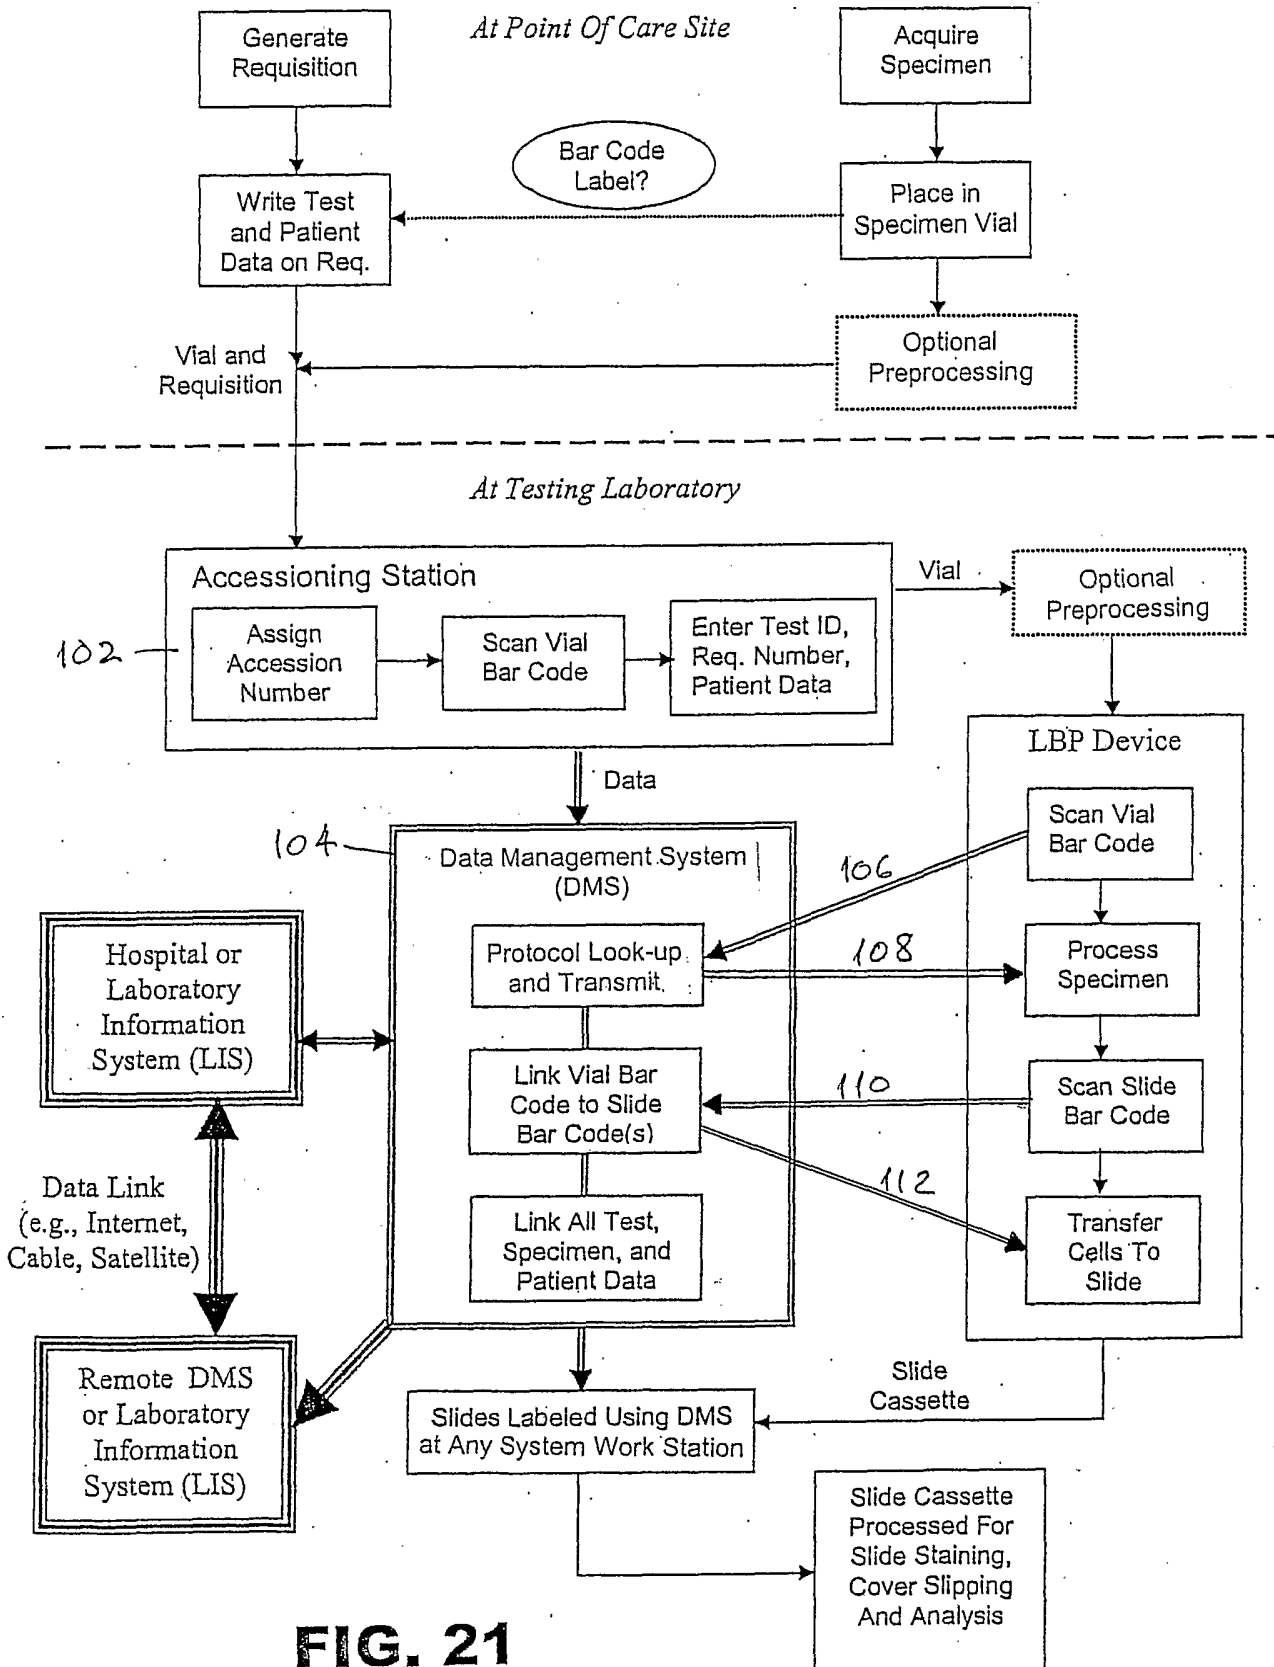 Generate
Requisition
At Point Of Care Site
Acquire
Specimen
Bar Code
Label?
Write Test
and Patient
Data on Req.
Place in
Specimen Vial
Vial and
Requisition
Optional
Preprocessing
At Testing Laboratory
Accessioning Station
Vial
Optional
Preprocessing
102
Assign
Accession
Number
Scan Vial
Bar Code
Enter Test ID,
Req. Number,
Patient Data
LBP Device
Data
104
Data Management System
(DMS)
106
Scan Vial
Bar Code
Hospital or
Laboratory
Information
System (LIS)
Protocol Look-up
and Transmit
108
Process
Specimen
Link Vial Bar
Code to Slide
Bar Code(s)
110
Scan Slide
Bar Code
112
Data Link
(e.g., Internet,
Cable, Satellite)
Link All Test,
Specimen, and
Patient Data
Transfer
Cells To
Slide
Remote DMS
or Laboratory
Information
System (LIS)
Slide
Cassette
Slides Labeled Using DMS
at Any System Work Station
Slide Cassette
Processed For
Slide Staining,
Cover Slipping
And Analysis
FIG. 21